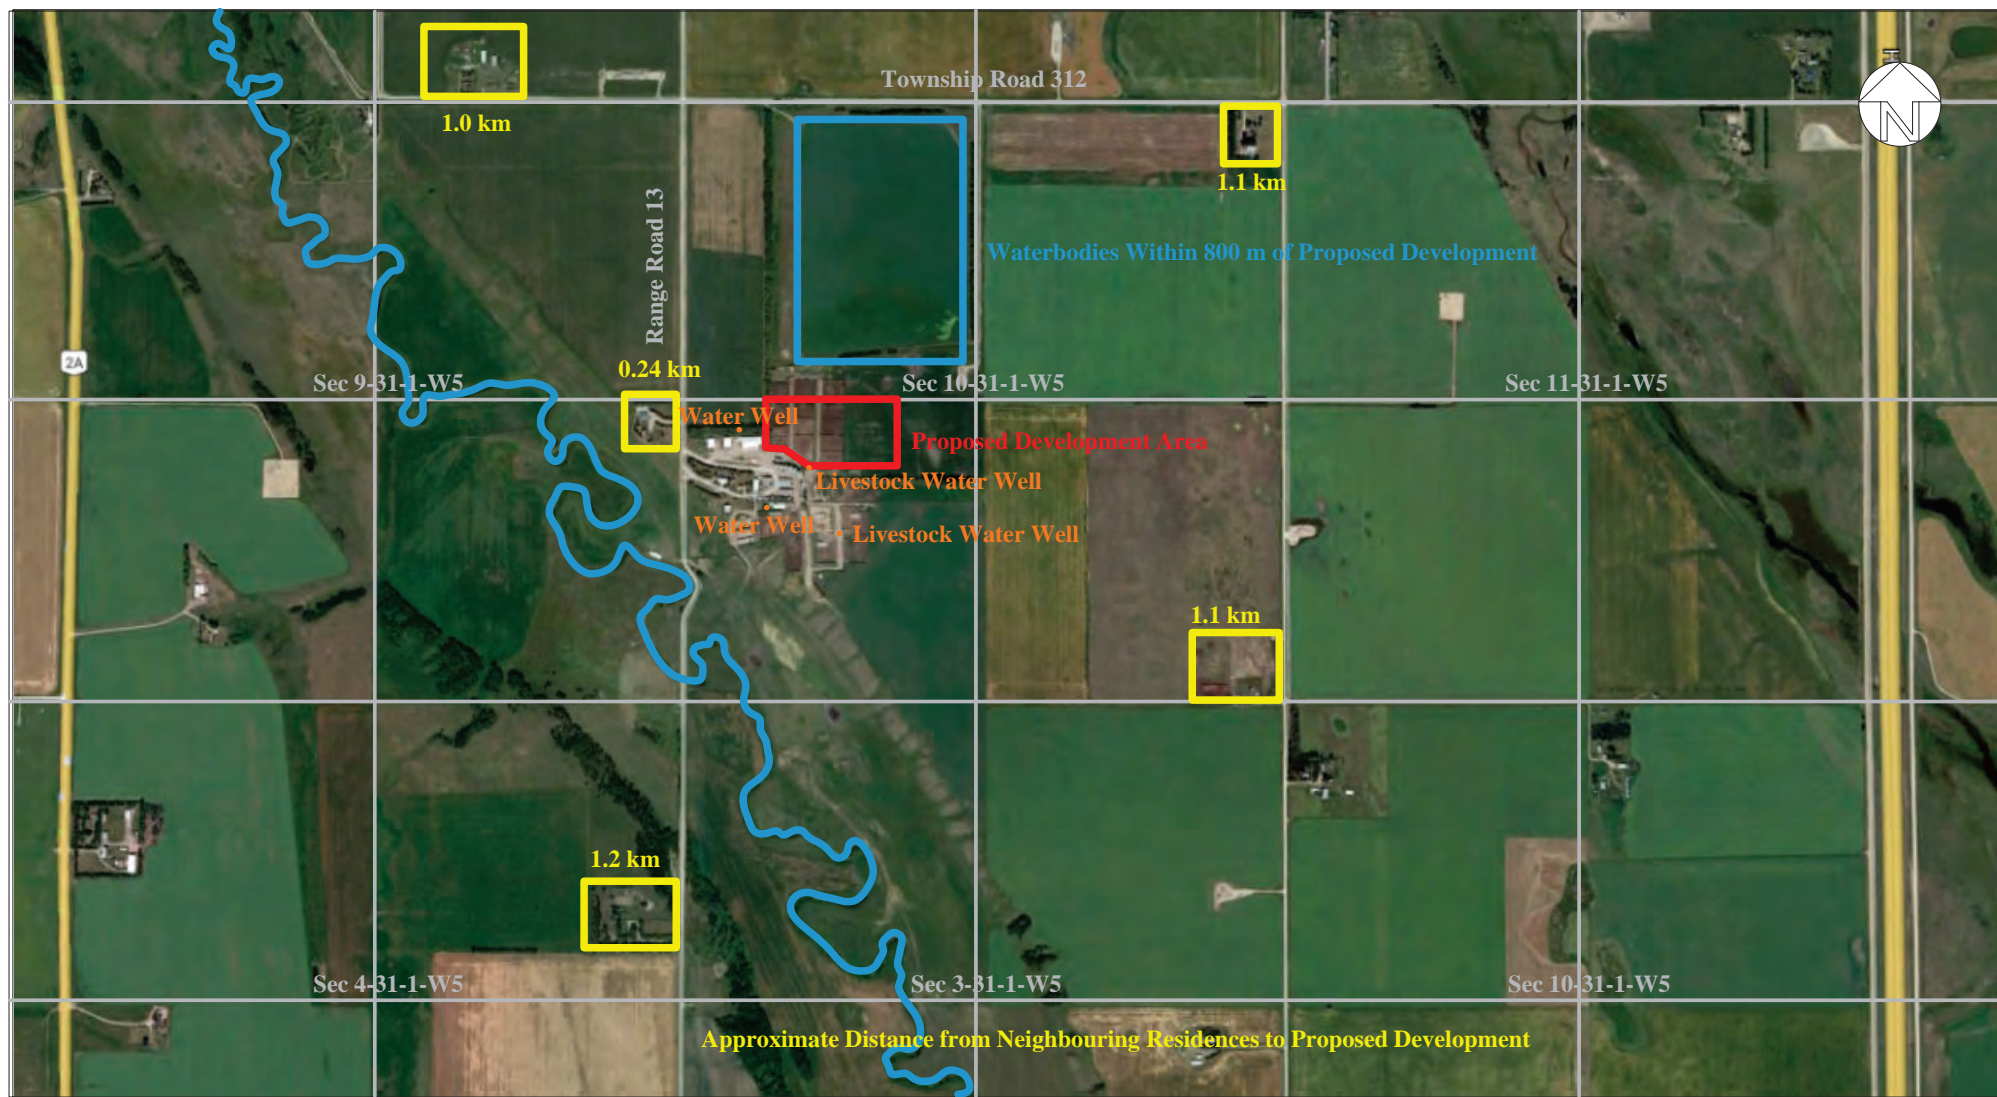 Township Road 312
1.0 km
1.1 km
Range Road 13
Waterbodies Within 800 m of Proposed Development
2A
0.24 km
Sec 9-31-1-W5
Sec 10-31-1-W5
Sec 11-31-1-W5
Water Well
Proposed Development Area
Livestock Water Well
Water Well
Livestock Water Well
1.1 km
1.2 km
Sec 4-31-1-W5
Sec 3-31-1-W5
Sec 10-31-1-W5
Approximate Distance from Neighbouring Residences to Proposed Development
N